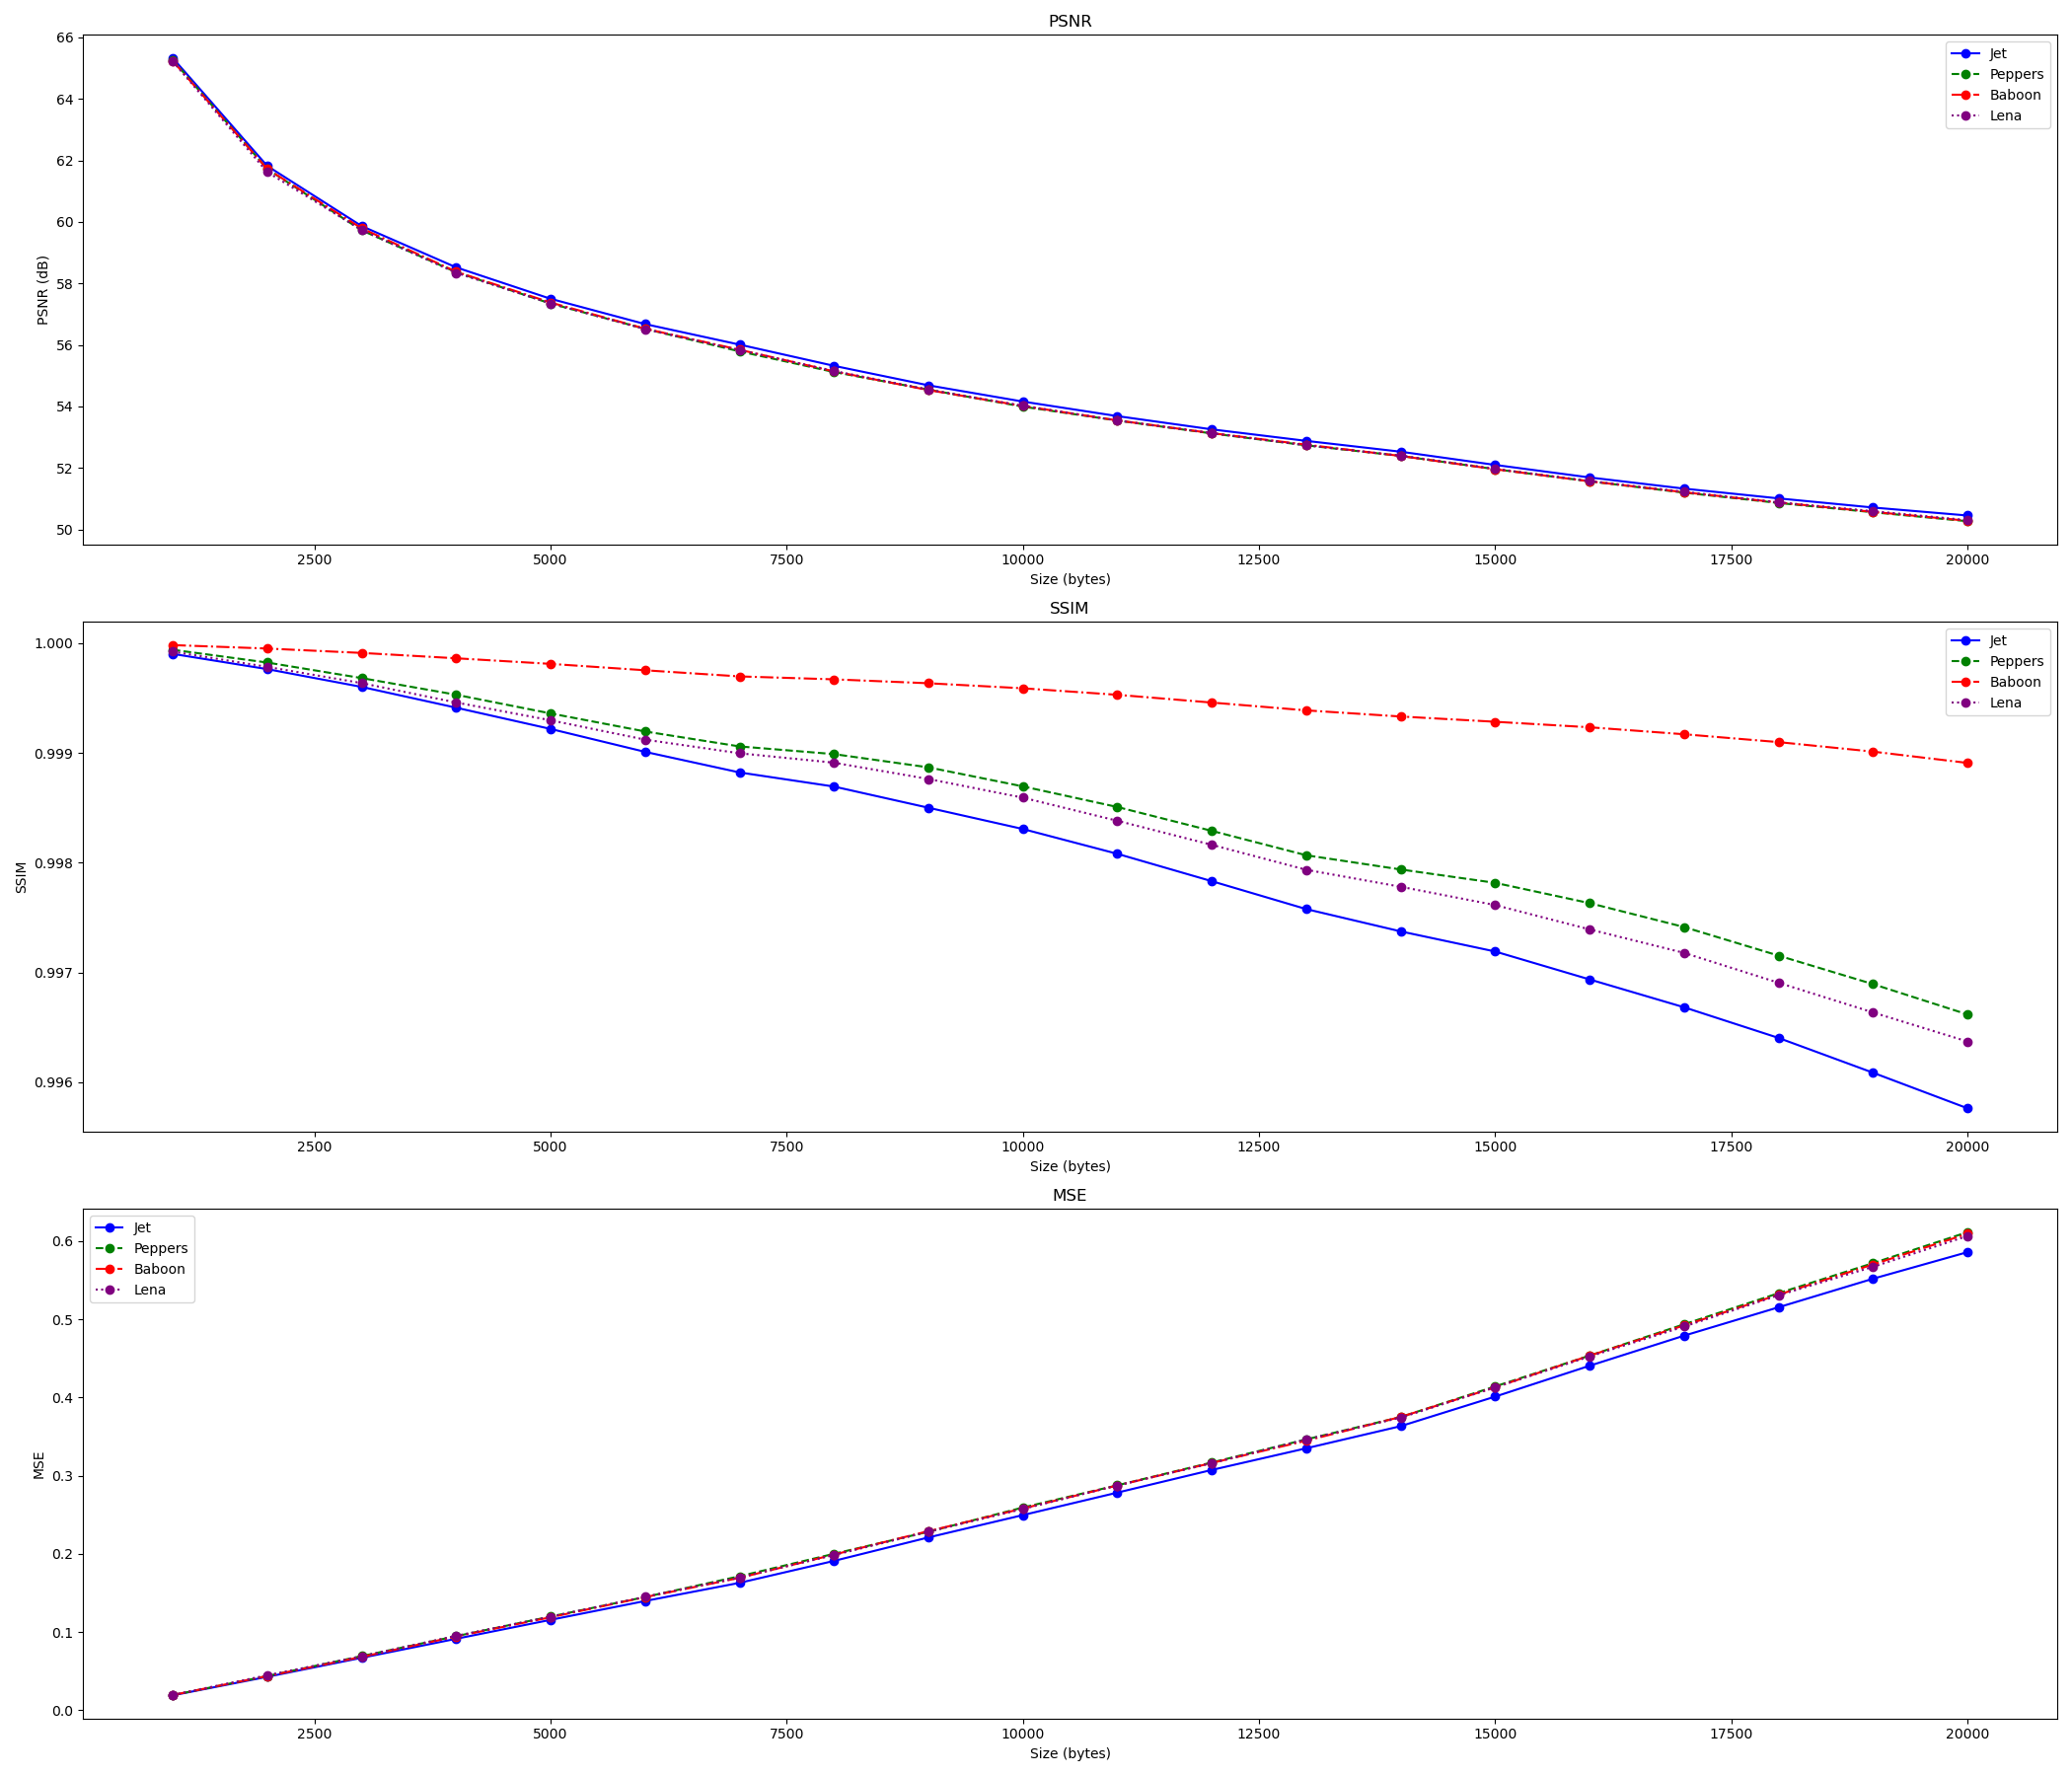 PSNR
66
64
62
60
58
56
54
52
50
PSNR (dB)
Jet
Peppers
Baboon
Lena
2500 5000 7500 10000 12500 15000 17500 20000
Size (bytes)
SSIM
1.000
0.999
0.998
0.997
0.996
SSIM
Jet
Peppers
Baboon
Lena
2500 5000 7500 10000 12500 15000 17500 20000
Size (bytes)
MSE
Jet
Peppers
Baboon
Lena
0.6
0.5
0.4
0.3
0.2
0.1
0.0
MSE
2500 5000 7500 10000 12500 15000 17500 20000
Size (bytes)